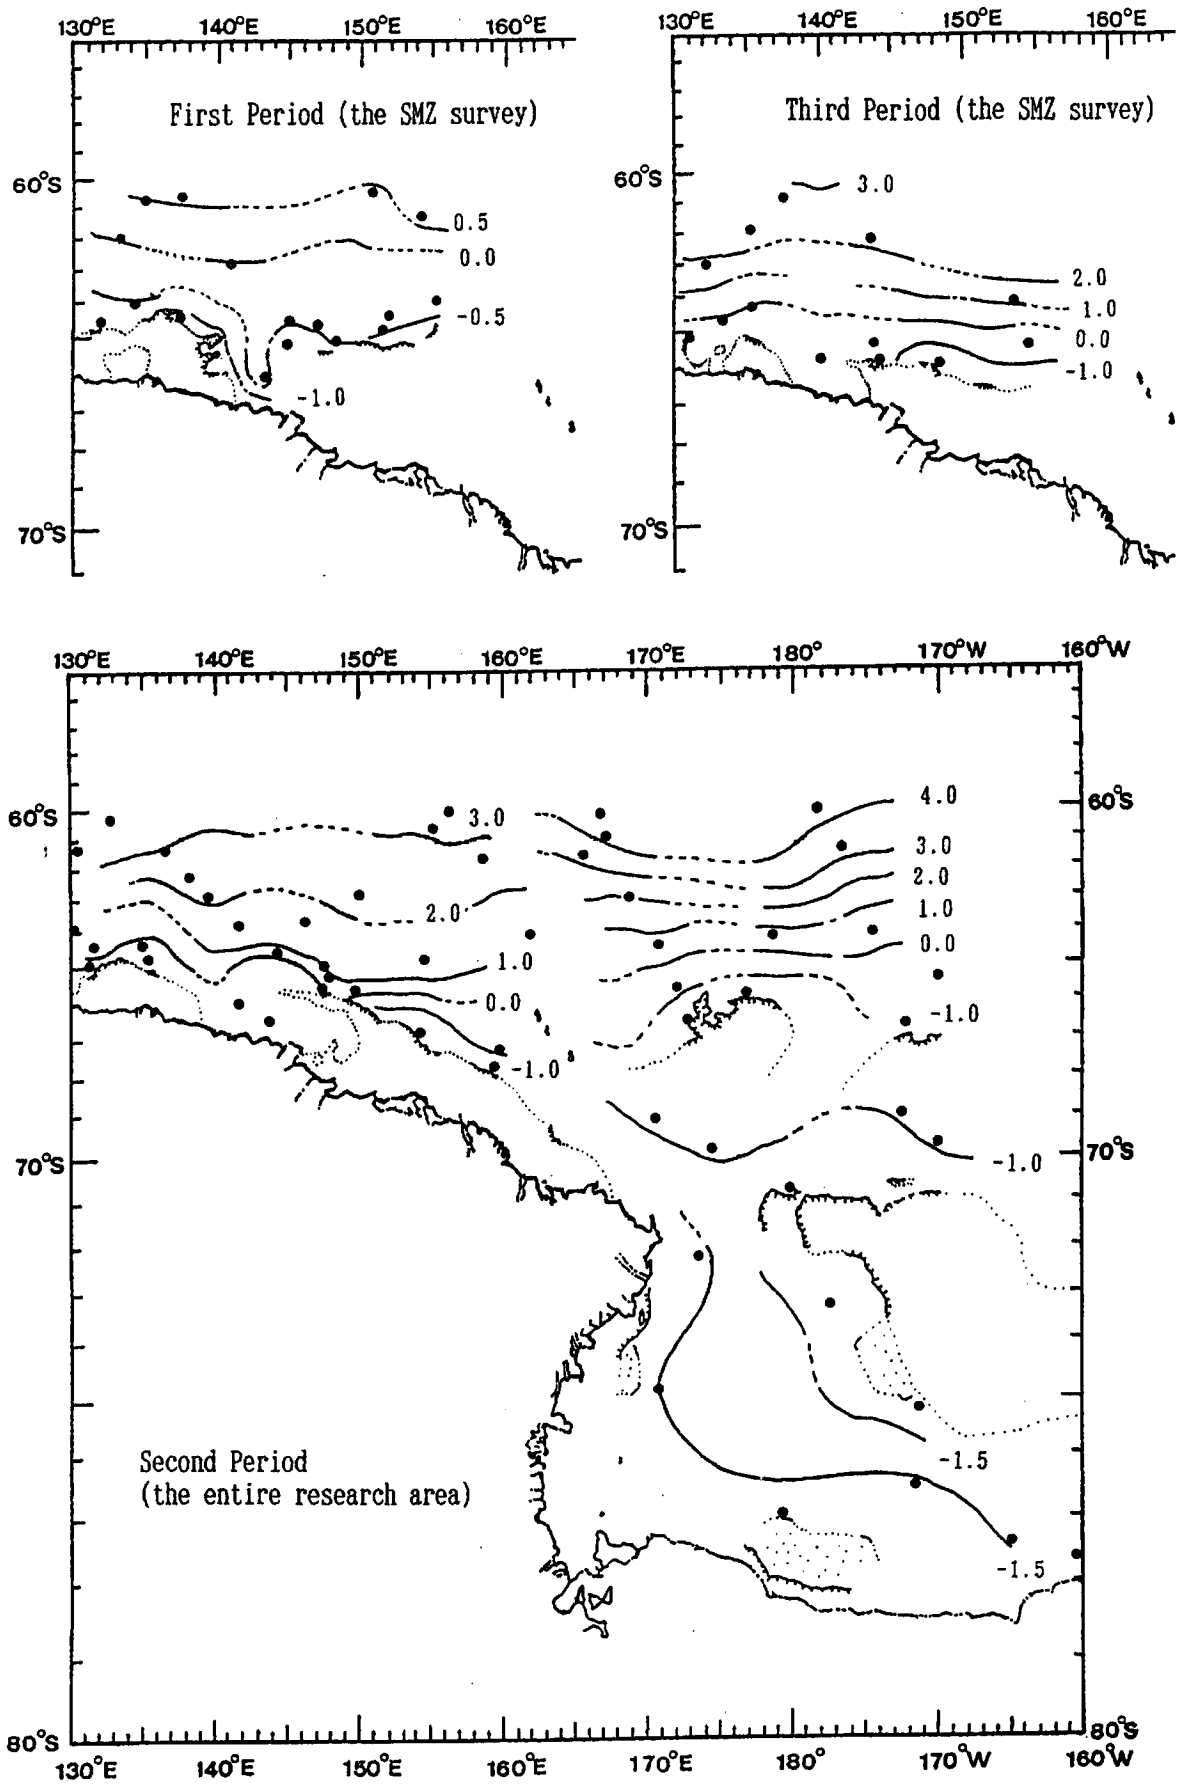 130°E 140°E 150°E 160°E
First Period (the SMZ survey)
60°S
0.5
0.0
-0.5
-1.0
70°S
130°E 140°E 150°E 160°E
Third Period (the SMZ survey)
60°S
3.0
2.0
1.0
0.0
-1.0
70°S
130°E 140°E 150°E 160°E 170°E 180° 170°W 160°W
60°S 60°S
3.0 4.0
3.0
2.0
2.0 1.0
1.0 0.0
0.0
-1.0
-1.0
70°S -1.0 70°S
Second Period
(the entire research area)
-1.5
-1.5
80°S 80°S
130°E 140°E 150°E 160°E 170°E 180° 170°W 160°W